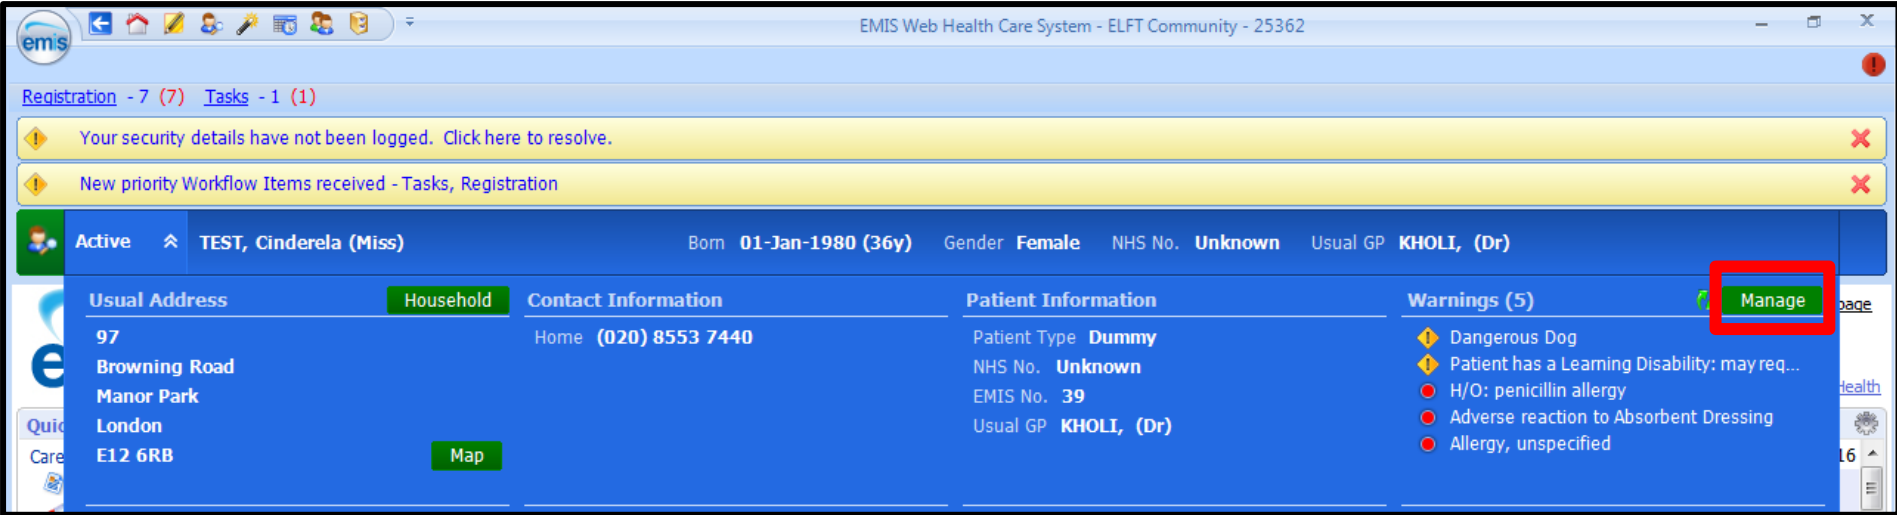 EMIS Web Health Care System - ELFT Community - 25362
emis
Registration - 7 (7) Tasks - 1 (1)
Your security details have not been logged. Click here to resolve.
New priority Workflow Items received - Tasks, Registration
Active TEST, Cinderela (Miss) Born 01-Jan-1980 (36y) Gender Female NHS No. Unknown Usual GP KHOLI, (Dr)
Usual Address Household
97
Browning Road
Manor Park
London
E12 6RB Map
Contact Information
Home (020) 8553 7440
Patient Information
Patient Type Dummy
NHS No. Unknown
EMIS No. 39
Usual GP KHOLI, (Dr)
Warnings (5) Manage
Dangerous Dog
Patient has a Learning Disability: may req...
H/O: penicillin allergy
Adverse reaction to Absorbent Dressing
Allergy, unspecified
page
Health
Quic
Care
16